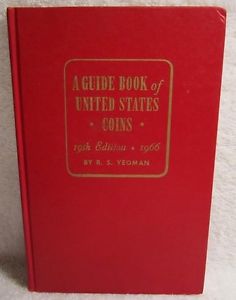 A GUIDE BOOK of
UNITED STATES
• COINS •
19th Edition • 1966
BY R. S. YEOMAN